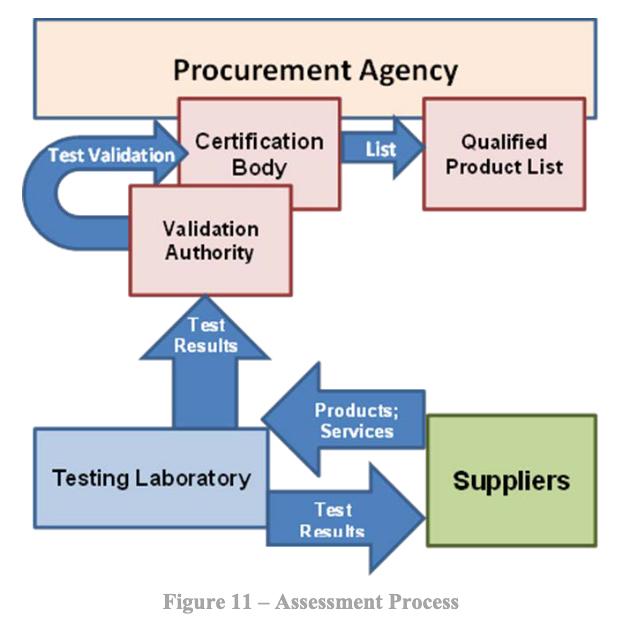 Procurement Agency
Test Validation
Certification
Body
List
Qualified
Product List
Validation
Authority
Test
Results
Products;
Services
Testing Laboratory
Suppliers
Test
Results
Figure 11 – Assessment Process